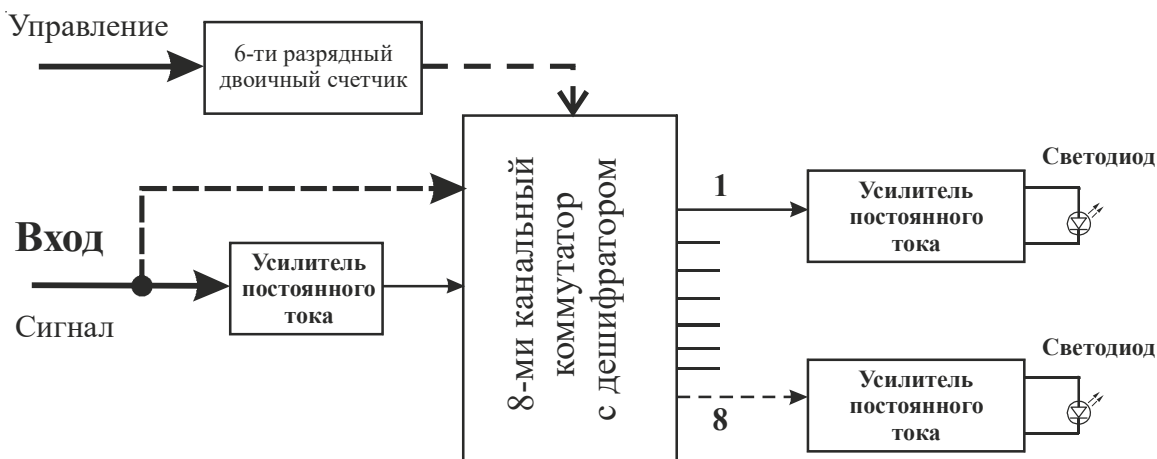 Управление
6-ти разрядный
двоичный счетчик
Вход
Сигнал
Усилитель
постоянного
тока
8-ми канальный
коммутатор
с дешифратором
1
8
Усилитель
постоянного
тока
Светодиод
Усилитель
постоянного
тока
Светодиод